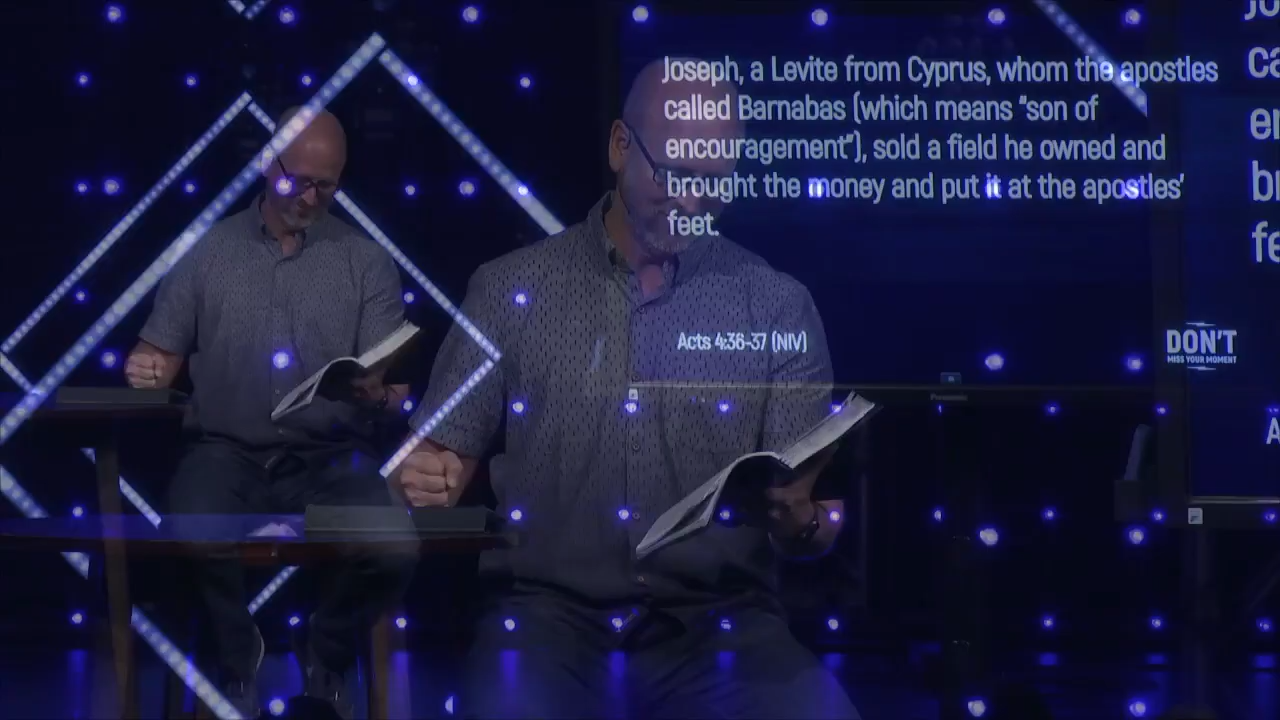 Joseph, a Levite from Cyprus, whom the apostles
called Barnabas (which means "son of
encouragement"), sold a field he owned and
brought the money and put it at the apostles'
feet.
Acts 4:36-37 (NIV)
DON'T
MISS YOUR MOMENT
Panasonic